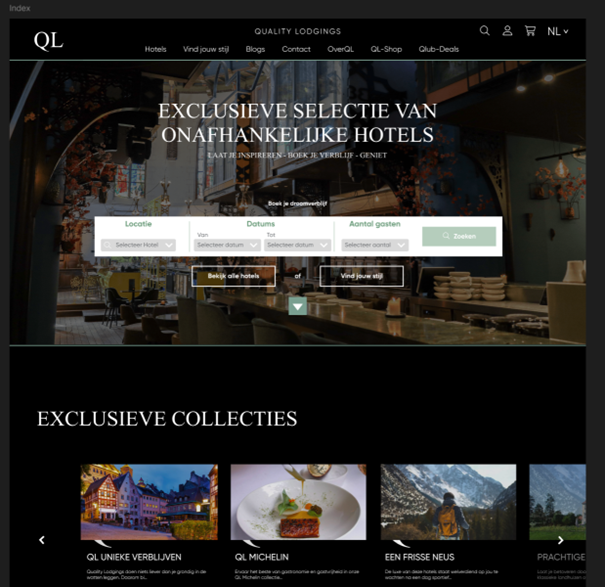 Index
QL
QUALITY LODGINGS
NL
Hotels Vind jouw stijl Blogs Contact OverQL QL-Shop Qlub-Deals
EXCLUSIEVE SELECTIE VAN
ONAFHANKELIJKE HOTELS
LAAT JE INSPIREREN - BOEK JE VERBLIJF - GENIET
Boek je droomverblijf
Locatie Datums Aantal gasten
Van Tot
Selecteer Hotel Selecteer datum Selecteer datum Selecteer aantal Zoeken
Bekijk alle hotels of Vind jouw stijl
EXCLUSIEVE COLLECTIES
QL UNIEKE VERBLIJVEN
Quality Lodgings doen niets liever dan je grondig in de
watten leggen. Daarom bi...
QL MICHELIN
Ervaar het beste van gastronomie en gastvrijheid in onze
QL Michelin collectie...
EEN FRISSE NEUS
De luxe van deze hotels staat weliswaar op jou te
wachten na een dag sportief...
PRACHTIGE